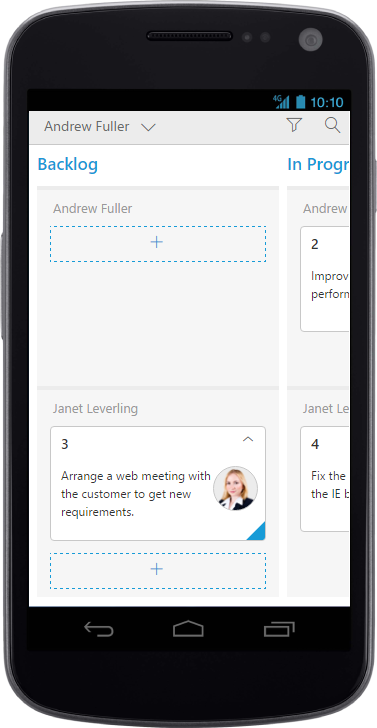 4G 10:10
Andrew Fuller
Backlog
In Progr
Andrew Fuller
+
Andrew
2
Improv
perform
Janet Leverling
3
Arrange a web meeting with
the customer to get new
requirements.
+
Janet Le
4
Fix the
the IE b